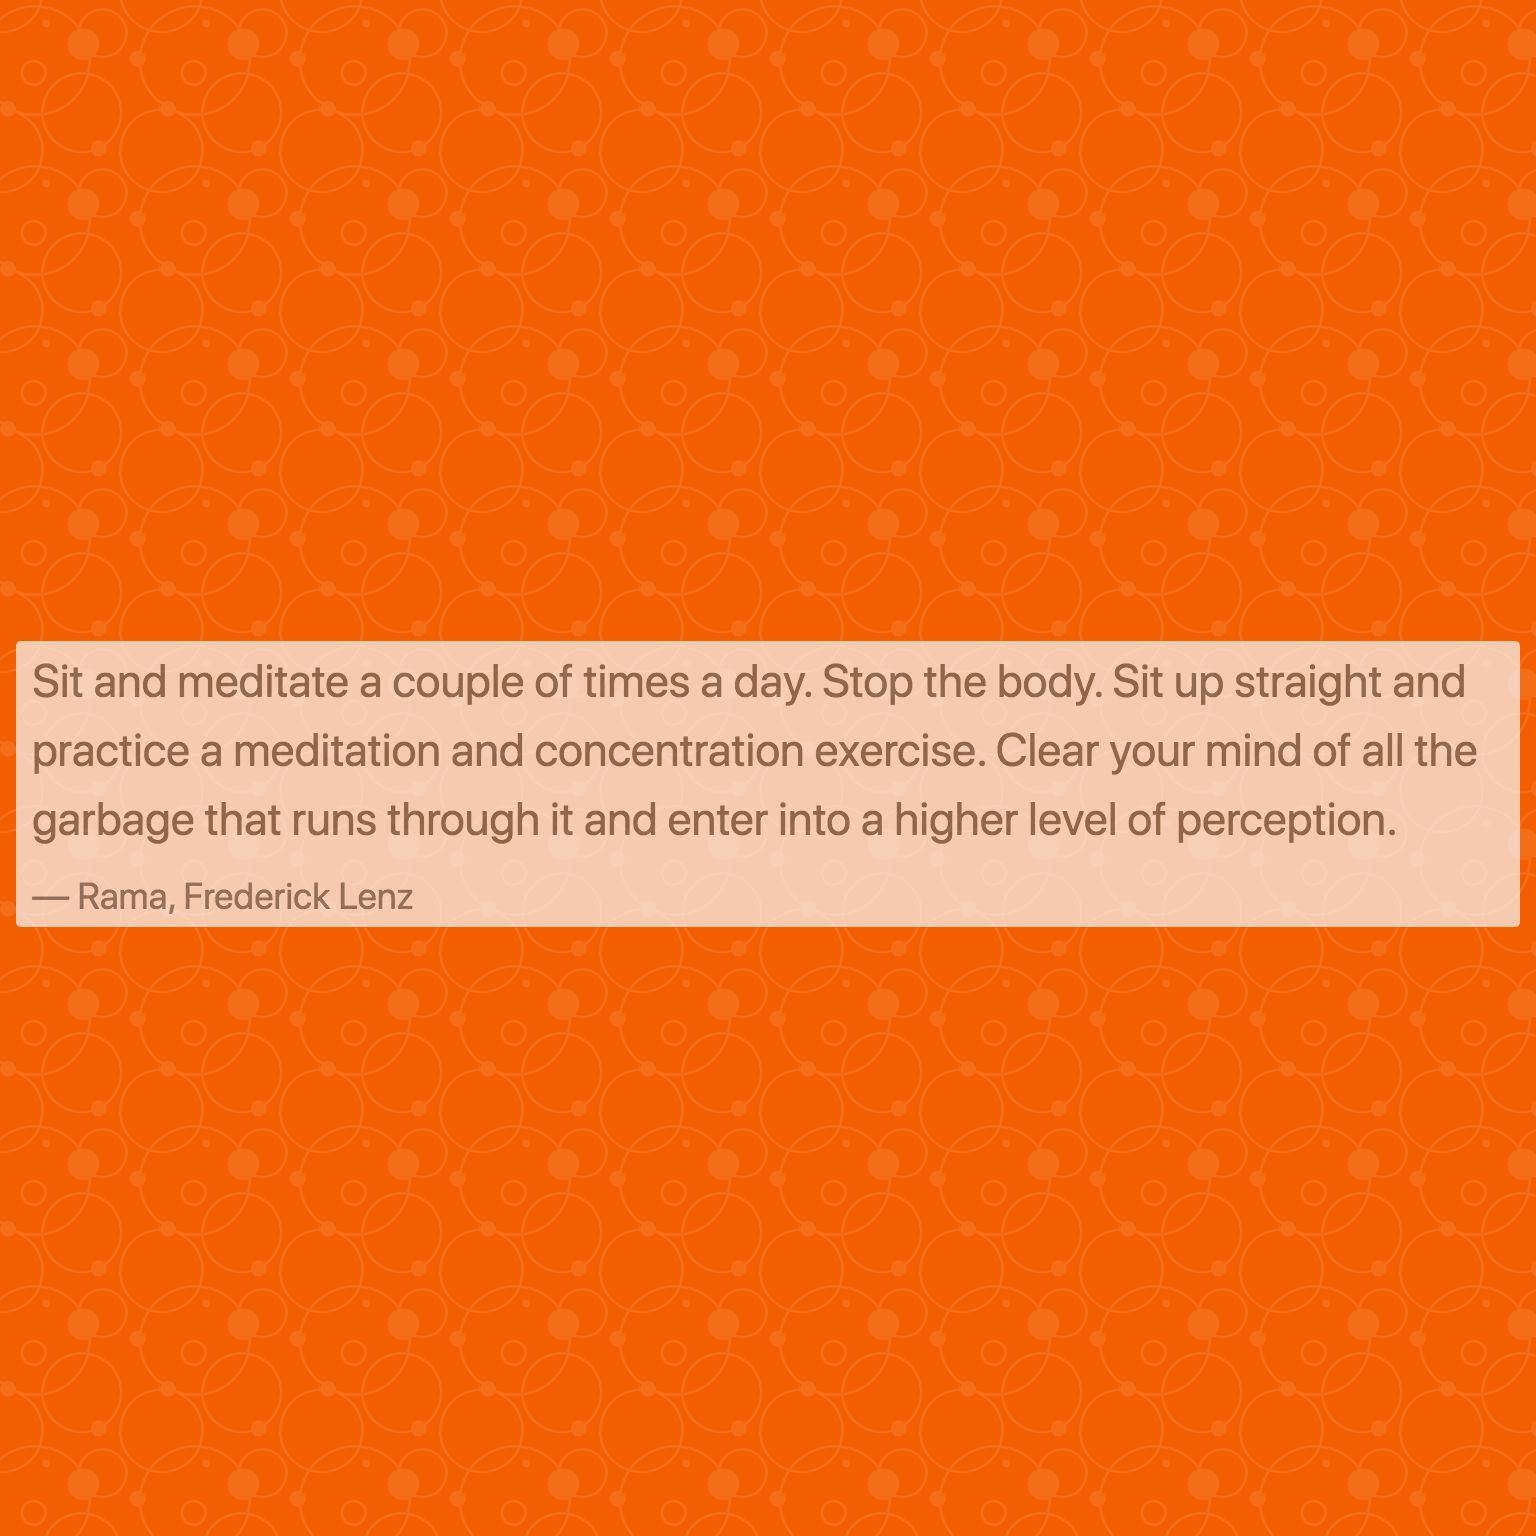 Sit and meditate a couple of times a day. Stop the body. Sit up straight and
practice a meditation and concentration exercise. Clear your mind of all the
garbage that runs through it and enter into a higher level of perception.
— Rama, Frederick Lenz